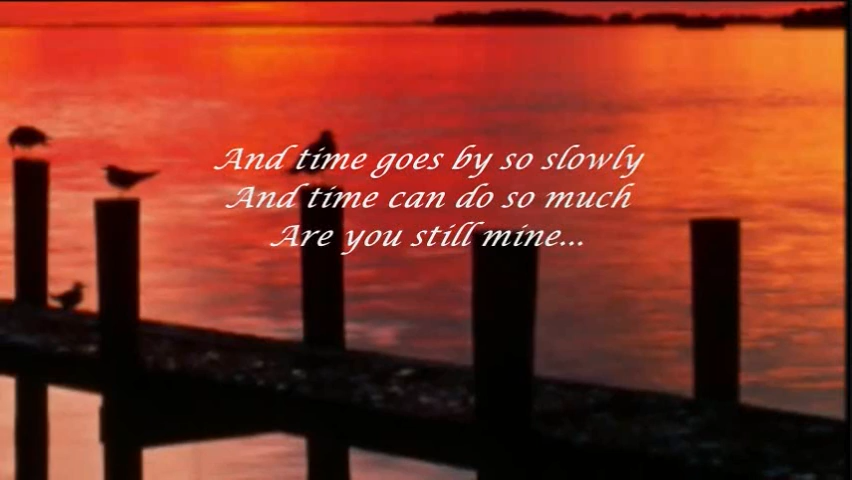 And time goes by so slowly
And time can do so much
Are you still mine...